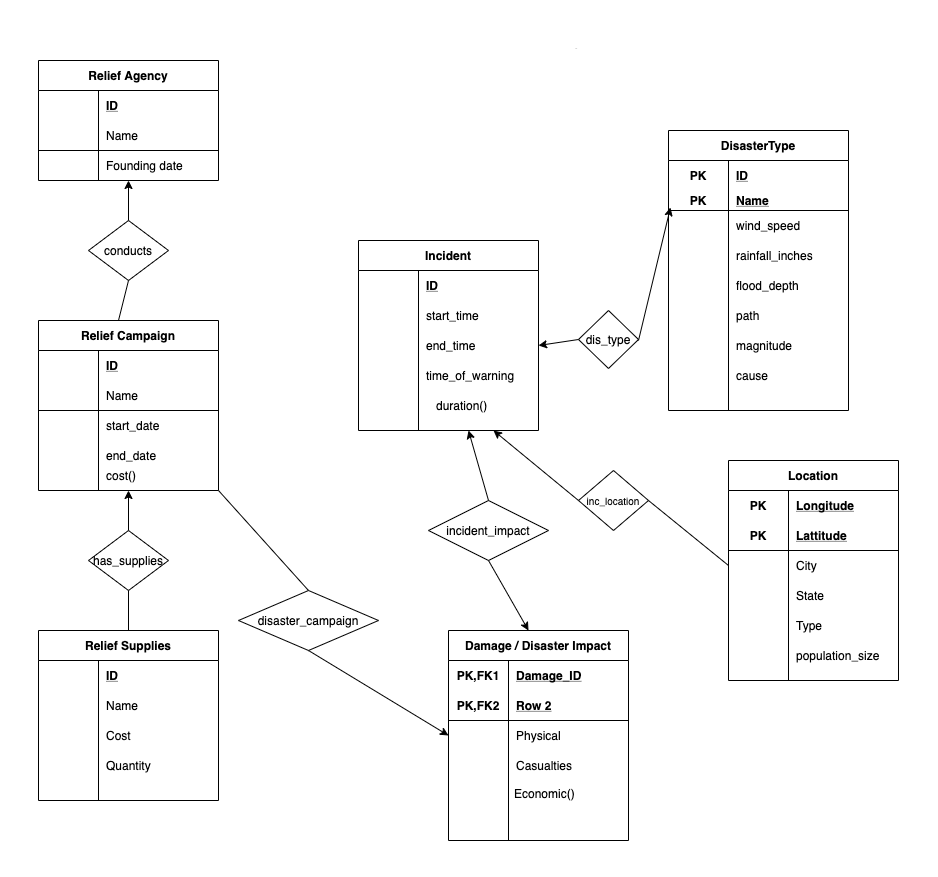 Relief Agency
ID
Name
Founding date
conducts
Relief Campaign
ID
Name
start_date
end_date
cost()
has_supplies
Relief Supplies
ID
Name
Cost
Quantity
disaster_campaign
Incident
ID
start_time
end_time
time_of_warning
duration()
incident_impact
Damage / Disaster Impact
PK,FK1 Damage_ID
PK,FK2 Row 2
Physical
Casualties
Economic()
dis_type
DisasterType
PK ID
PK Name
wind_speed
rainfall_inches
flood_depth
path
magnitude
cause
inc_location
Location
PK Longitude
PK Lattitude
City
State
Type
population_size